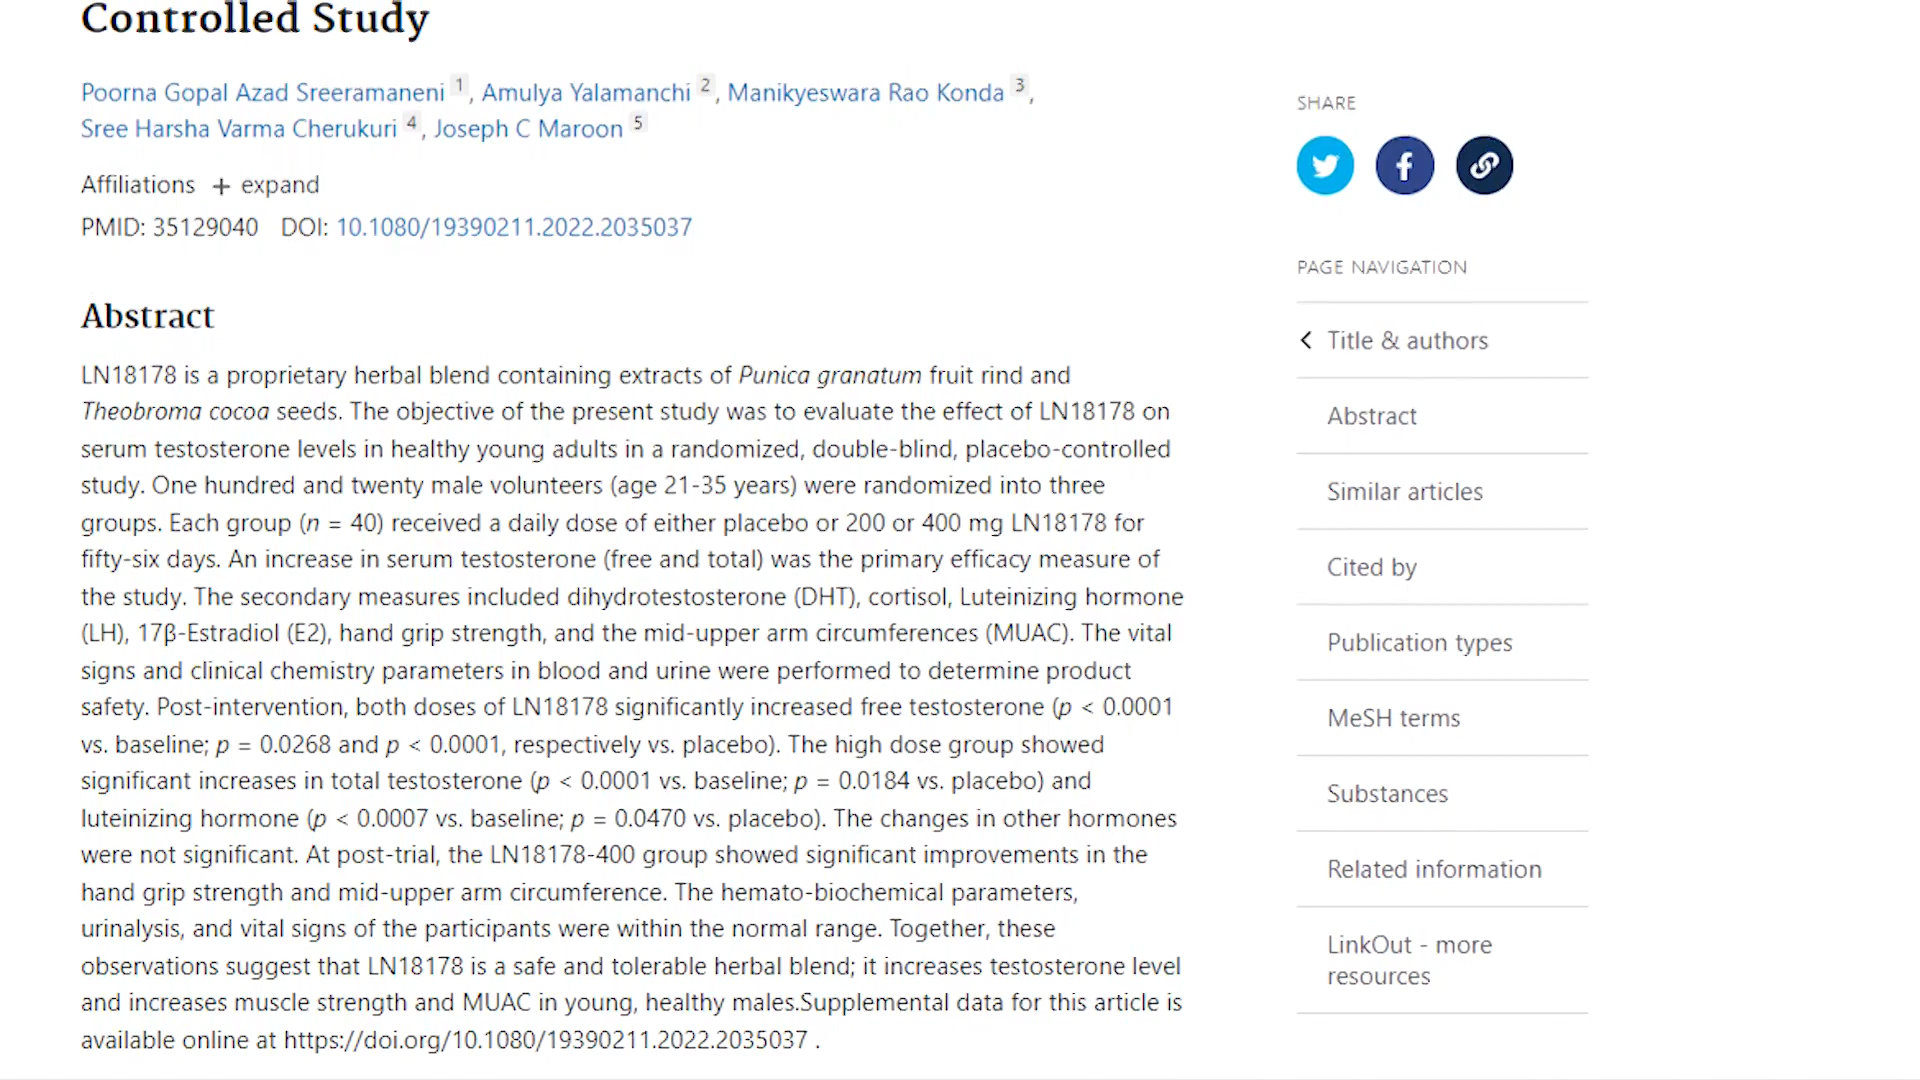 Controlled Study
Poorna Gopal Azad Sreeramaneni 1, Amulya Yalamanchi 2, Manikyeswara Rao Konda 3,
Sree Harsha Varma Cherukuri 4, Joseph C Maroon 5
Affiliations + expand
PMID: 35129040 DOI: 10.1080/19390211.2022.2035037
Abstract
LN18178 is a proprietary herbal blend containing extracts of Punica granatum fruit rind and
Theobroma cocoa seeds. The objective of the present study was to evaluate the effect of LN18178 on
serum testosterone levels in healthy young adults in a randomized, double-blind, placebo-controlled
study. One hundred and twenty male volunteers (age 21-35 years) were randomized into three
groups. Each group (n = 40) received a daily dose of either placebo or 200 or 400 mg LN18178 for
fifty-six days. An increase in serum testosterone (free and total) was the primary efficacy measure of
the study. The secondary measures included dihydrotestosterone (DHT), cortisol, Luteinizing hormone
(LH), 17β-Estradiol (E2), hand grip strength, and the mid-upper arm circumferences (MUAC). The vital
signs and clinical chemistry parameters in blood and urine were performed to determine product
safety. Post-intervention, both doses of LN18178 significantly increased free testosterone (p < 0.0001
vs. baseline; p = 0.0268 and p < 0.0001, respectively vs. placebo). The high dose group showed
significant increases in total testosterone (p < 0.0001 vs. baseline; p = 0.0184 vs. placebo) and
luteinizing hormone (p < 0.0007 vs. baseline; p = 0.0470 vs. placebo). The changes in other hormones
were not significant. At post-trial, the LN18178-400 group showed significant improvements in the
hand grip strength and mid-upper arm circumference. The hemato-biochemical parameters,
urinalysis, and vital signs of the participants were within the normal range. Together, these
observations suggest that LN18178 is a safe and tolerable herbal blend; it increases testosterone level
and increases muscle strength and MUAC in young, healthy males.Supplemental data for this article is
available online at https://doi.org/10.1080/19390211.2022.2035037 .
SHARE
PAGE NAVIGATION
Title & authors
Abstract
Similar articles
Cited by
Publication types
MeSH terms
Substances
Related information
LinkOut - more
resources